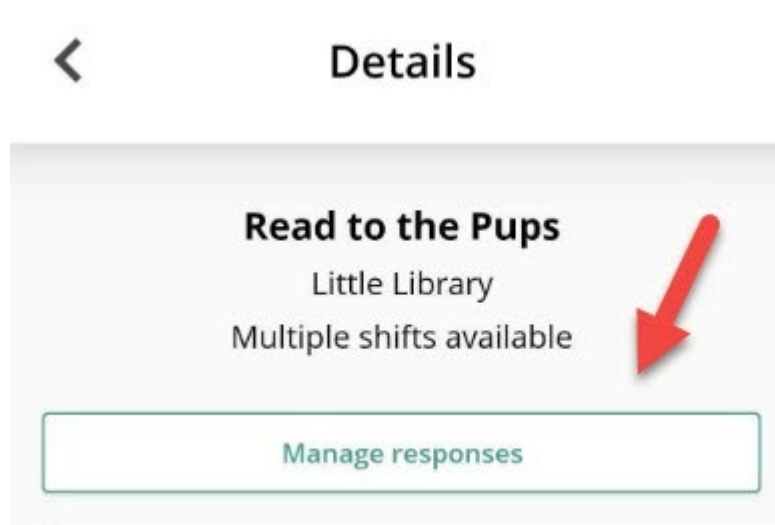 Details
Read to the Pups
Little Library
Multiple shifts available
Manage responses